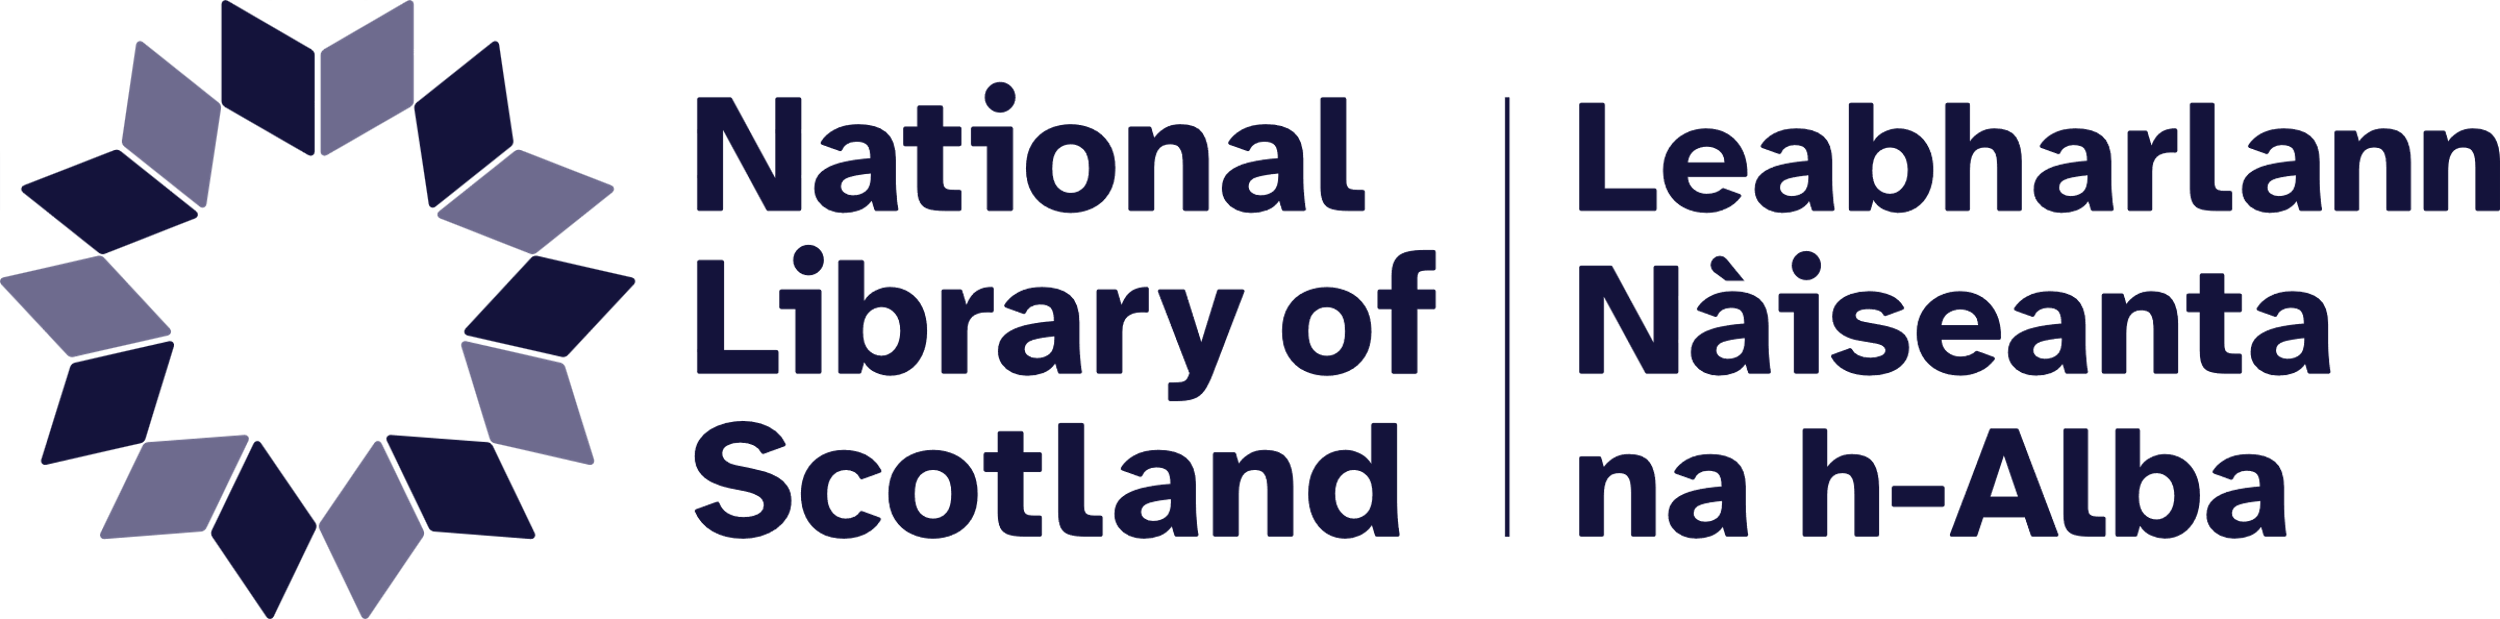 National
Library of
Scotland
Leabharlann
Nàiseanta
na h-Alba